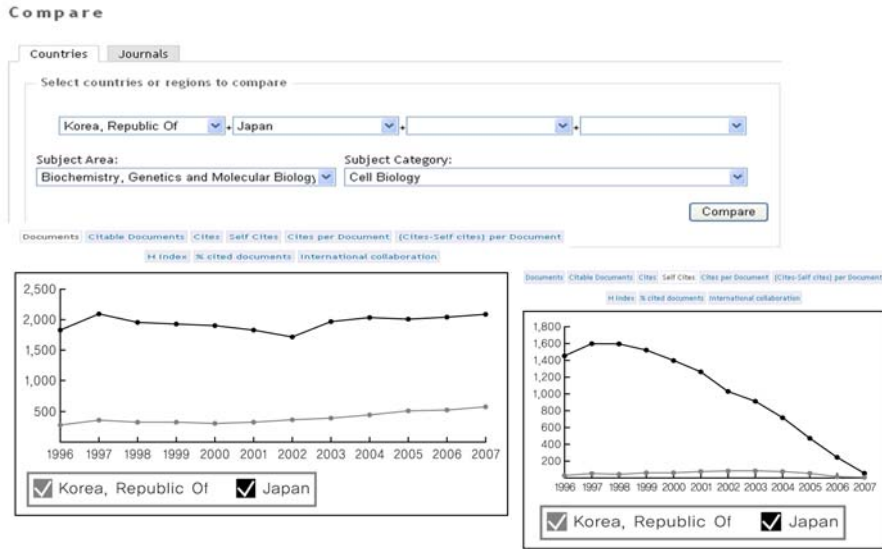 Compare
Countries Journals
Select countries or regions to compare
Korea, Republic Of + Japan + +
Subject Area: Subject Category:
Biochemistry, Genetics and Molecular Biology Cell Biology
Compare
Documents Citable Documents Cites Self Cites Cites per Document (Cites-Self cites) per Document
H Index % cited documents International collaboration
2,500
2,000
1,500
1,000
500
1996 1997 1998 1999 2000 2001 2002 2003 2004 2005 2006 2007
Korea, Republic Of Japan
Documents Citable Documents Cites Self Cites Cites per Document (Cites-Self cites) per Document
H Index % cited documents International collaboration
1,800
1,600
1,400
1,200
1,000
800
600
400
200
1996 1997 1998 1999 2000 2001 2002 2003 2004 2005 2006 2007
Korea, Republic Of Japan